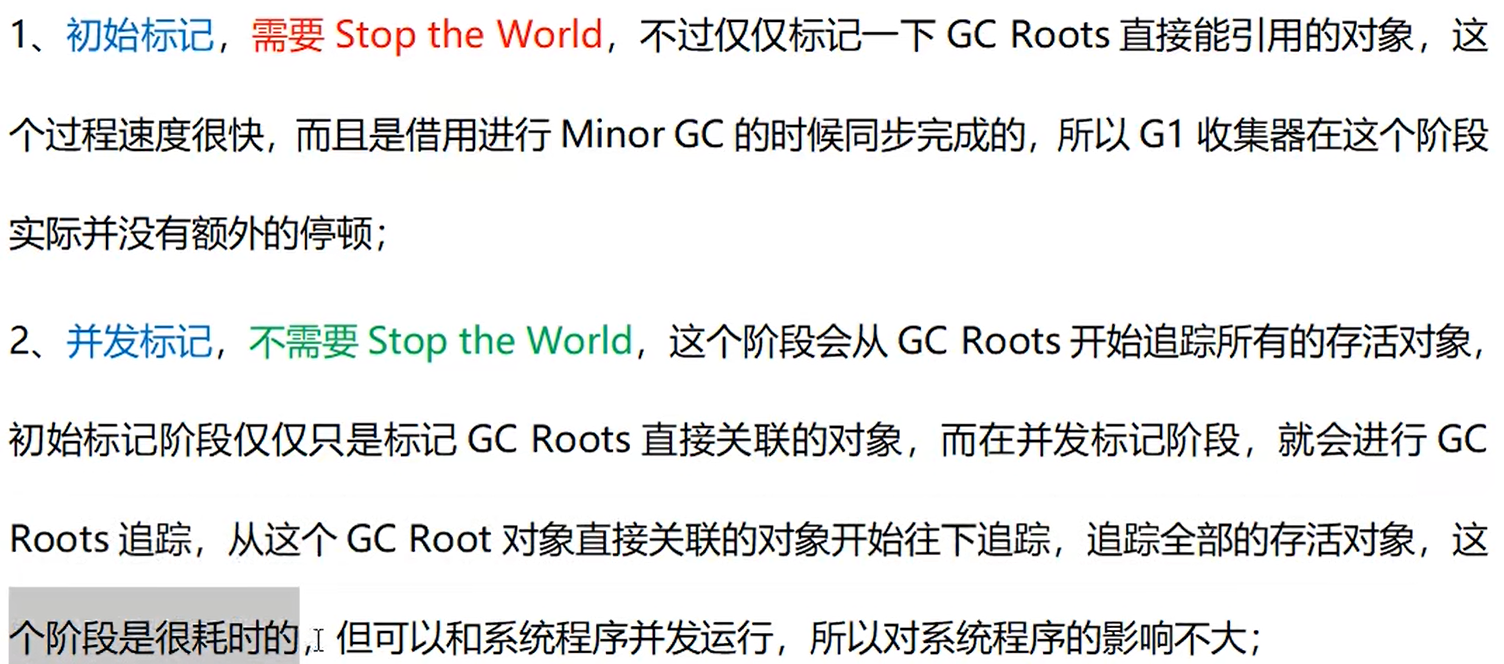 1、初始标记，需要 Stop the World，不过仅仅标记一下 GC Roots 直接能引用的对象，这
个过程速度很快，而且是借用进行 Minor GC 的时候同步完成的，所以 G1 收集器在这个阶段
实际并没有额外的停顿；
2、并发标记，不需要 Stop the World，这个阶段会从 GC Roots 开始追踪所有的存活对象，
初始标记阶段仅仅只是标记 GC Roots 直接关联的对象，而在并发标记阶段，就会进行 GC
Roots 追踪，从这个 GC Root 对象直接关联的对象开始往下追踪，追踪全部的存活对象，这
个阶段是很耗时的，但可以和系统程序并发运行，所以对系统程序的影响不大；